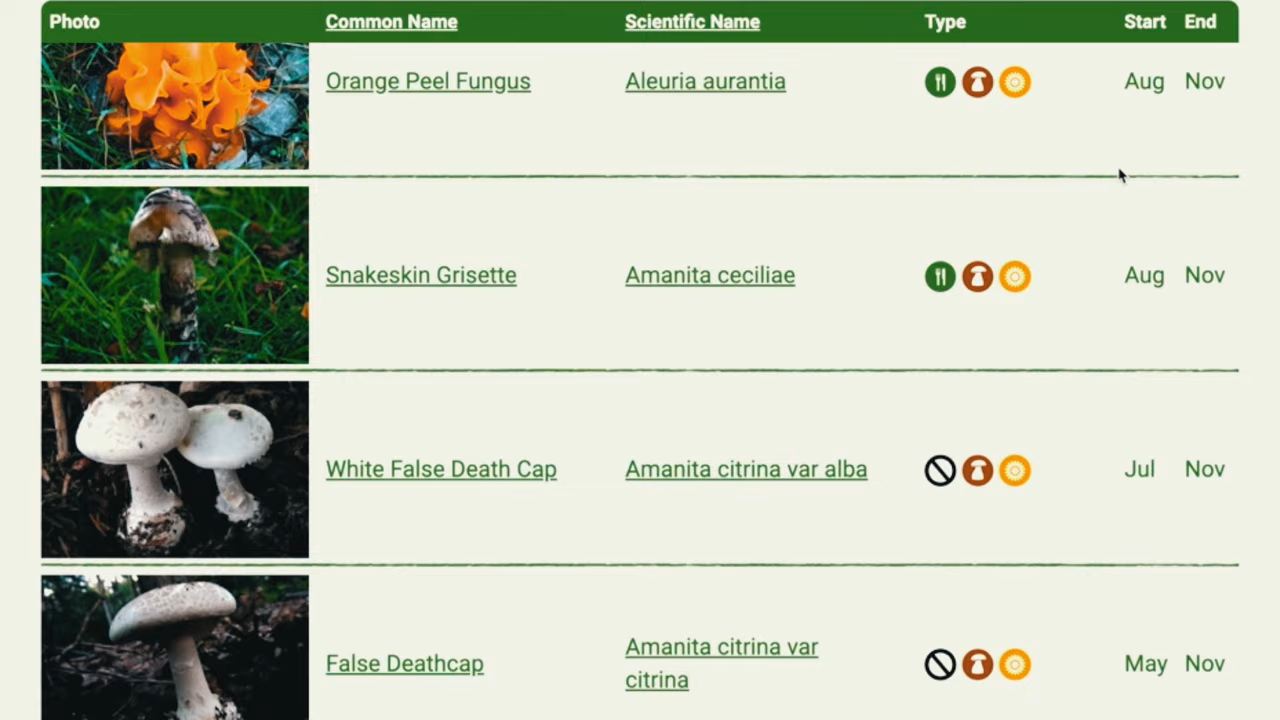 Photo Common Name Scientific Name Type Start End
Orange Peel Fungus Aleuria aurantia Aug Nov
Snakeskin Grisette Amanita ceciliae Aug Nov
White False Death Cap Amanita citrina var alba Jul Nov
False Deathcap Amanita citrina var citrina May Nov